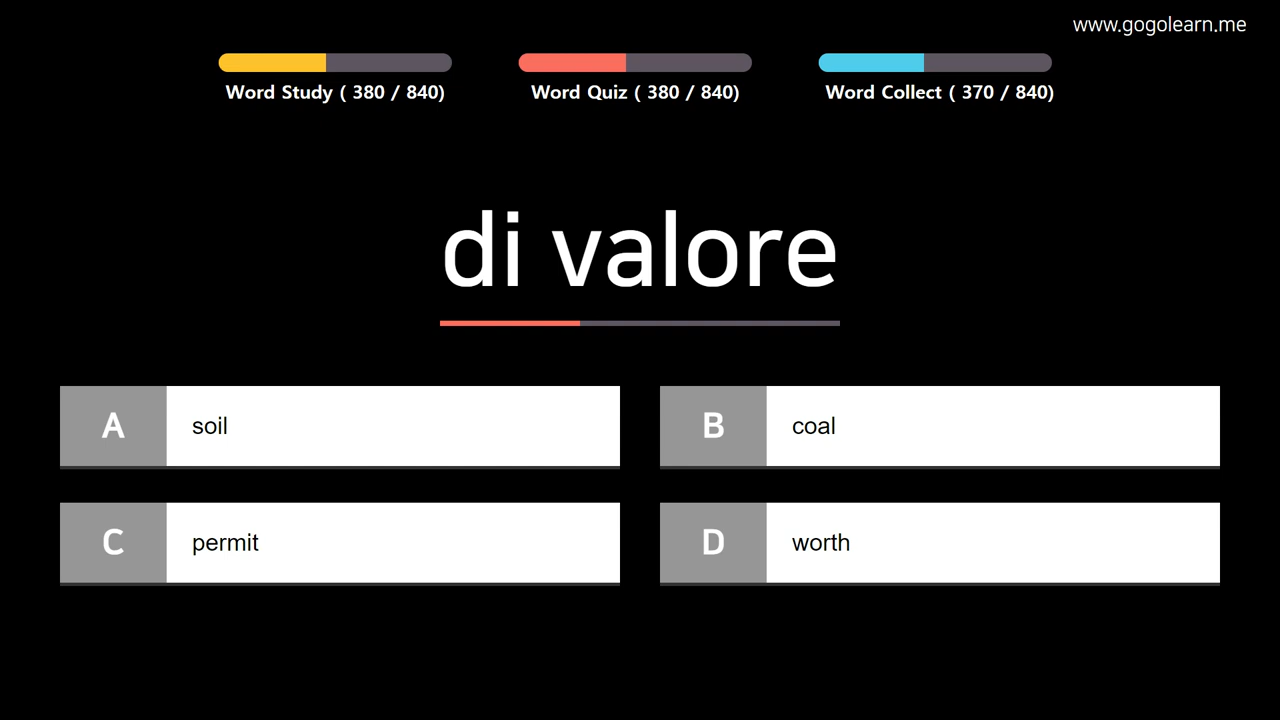 www.gogolearn.me
Word Study ( 380 / 840)
Word Quiz ( 380 / 840)
Word Collect ( 370 / 840)
di valore
A soil
B coal
C permit
D worth